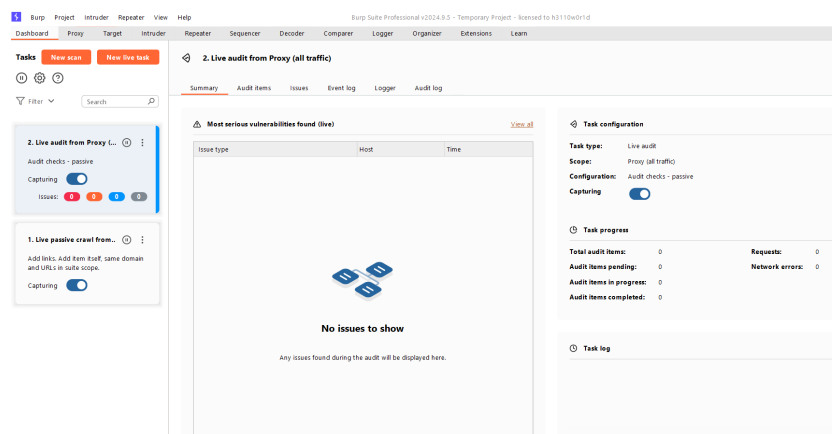 Burp Project Intruder Repeater View Help Burp Suite Professional v2024.9.5 - Temporary Project - licensed to h3110w0r1d
Dashboard Proxy Target Intruder Repeater Sequencer Decoder Comparer Logger Organizer Extensions Learn
Tasks New scan New live task
Filter Search
2. Live audit from Proxy (...
Audit checks - passive
Capturing
Issues: 0 0 0 0
1. Live passive crawl from..
Add links. Add item itself, same domain
and URLs in suite scope.
Capturing
2. Live audit from Proxy (all traffic)
Summary Audit items Issues Event log Logger Audit log
Most serious vulnerabilities found (live) View all
Issue type Host Time
No issues to show
Any issues found during the audit will be displayed here.
Task configuration
Task type: Live audit
Scope: Proxy (all traffic)
Configuration: Audit checks - passive
Capturing
Task progress
Total audit items: 0 Requests: 0
Audit items pending: 0 Network errors: 0
Audit items in progress: 0
Audit items completed: 0
Task log